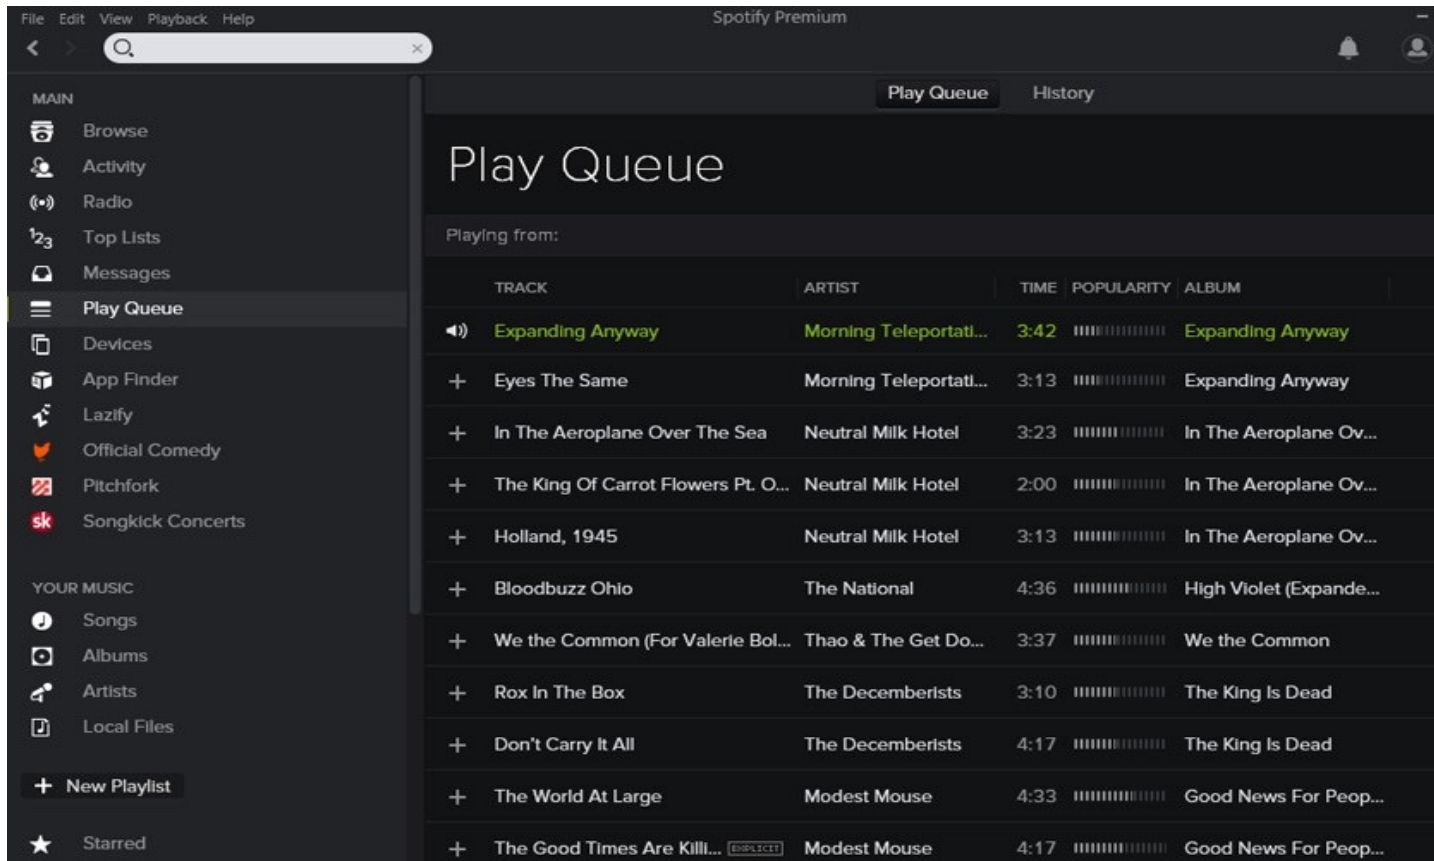 File Edit View Playback Help
Spotify Premium
MAIN
Browse
Activity
Radio
123 Top Lists
Messages
Play Queue
Devices
App Finder
Lazify
Official Comedy
Pitchfork
sk Songkick Concerts
YOUR MUSIC
Songs
Albums
Artists
Local Files
+ New Playlist
Starred
Play Queue History
Play Queue
Playing from:
TRACK ARTIST TIME POPULARITY ALBUM
Expanding Anyway Morning Teleportati... 3:42 Expanding Anyway
+ Eyes The Same Morning Teleportati... 3:13 Expanding Anyway
+ In The Aeroplane Over The Sea Neutral Milk Hotel 3:23 In The Aeroplane Ov...
+ The King Of Carrot Flowers Pt. O... Neutral Milk Hotel 2:00 In The Aeroplane Ov...
+ Holland, 1945 Neutral Milk Hotel 3:13 In The Aeroplane Ov...
+ Bloodbuzz Ohio The National 4:36 High Violet (Expande...
+ We the Common (For Valerie Bol... Thao & The Get Do... 3:37 We the Common
+ Rox In The Box The Decemberists 3:10 The King Is Dead
+ Don't Carry It All The Decemberists 4:17 The King Is Dead
+ The World At Large Modest Mouse 4:33 Good News For Peop...
+ The Good Times Are Killi... EXPLICIT Modest Mouse 4:17 Good News For Peop...